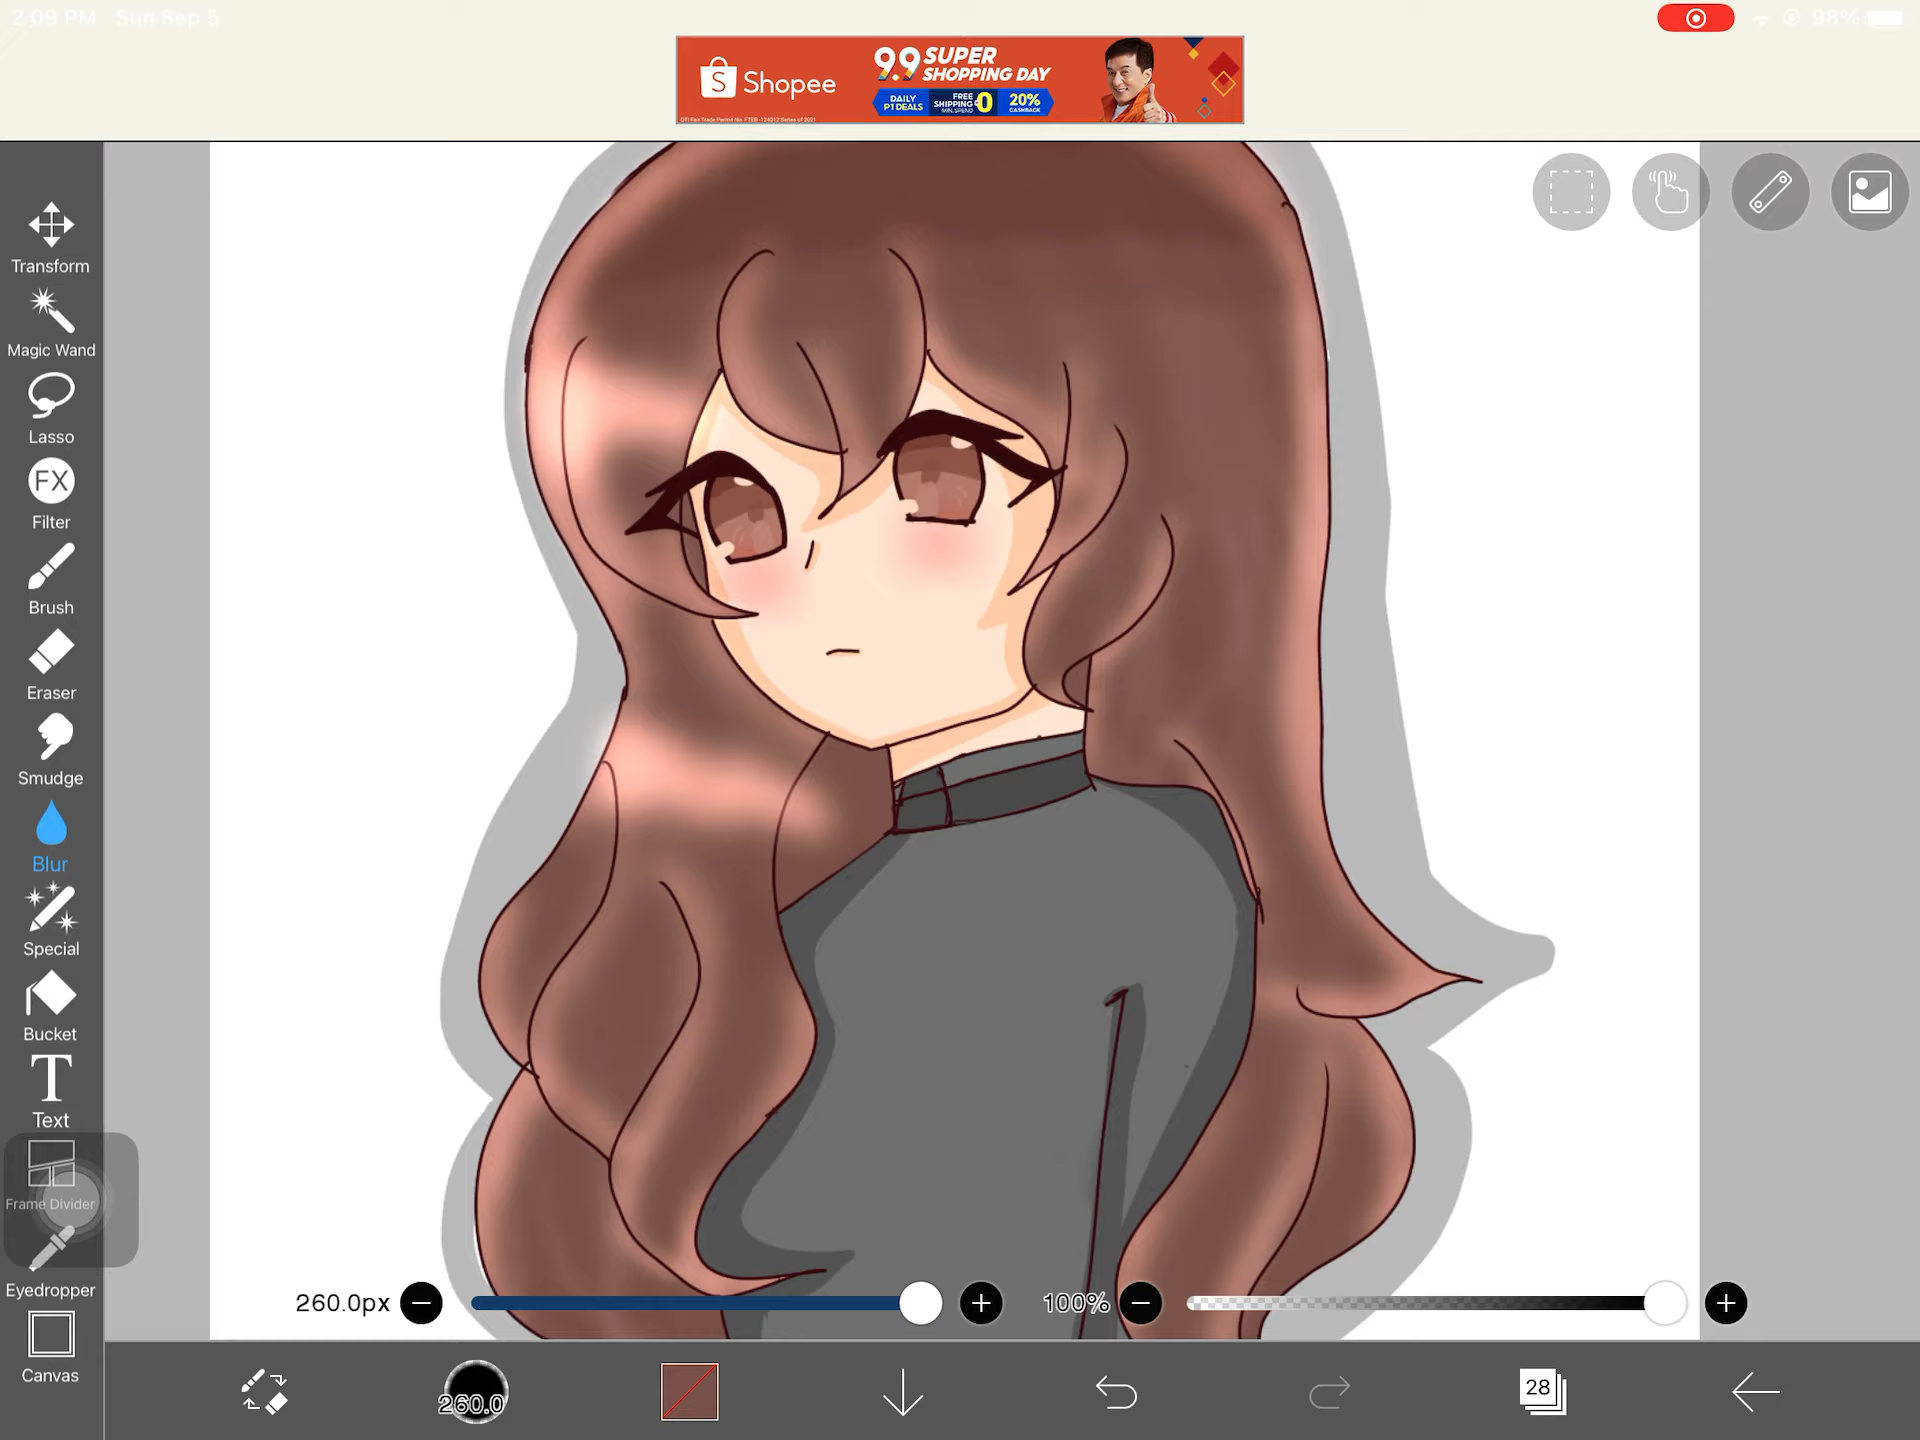 2:09 PM Sun Sep 5
98%
Shopee
9.9 SUPER
SHOPPING DAY
DAILY
₱1 DEALS
FREE
SHIPPING
MIN. SPEND
₱0
20%
CASHBACK
DTI Fair Trade Permit No. FTEB-124012 Series of 2021
Transform
Magic Wand
Lasso
FX
Filter
Brush
Eraser
Smudge
Blur
Special
Bucket
T
Text
Frame Divider
Eyedropper
Canvas
260.0px
100%
260.0
28